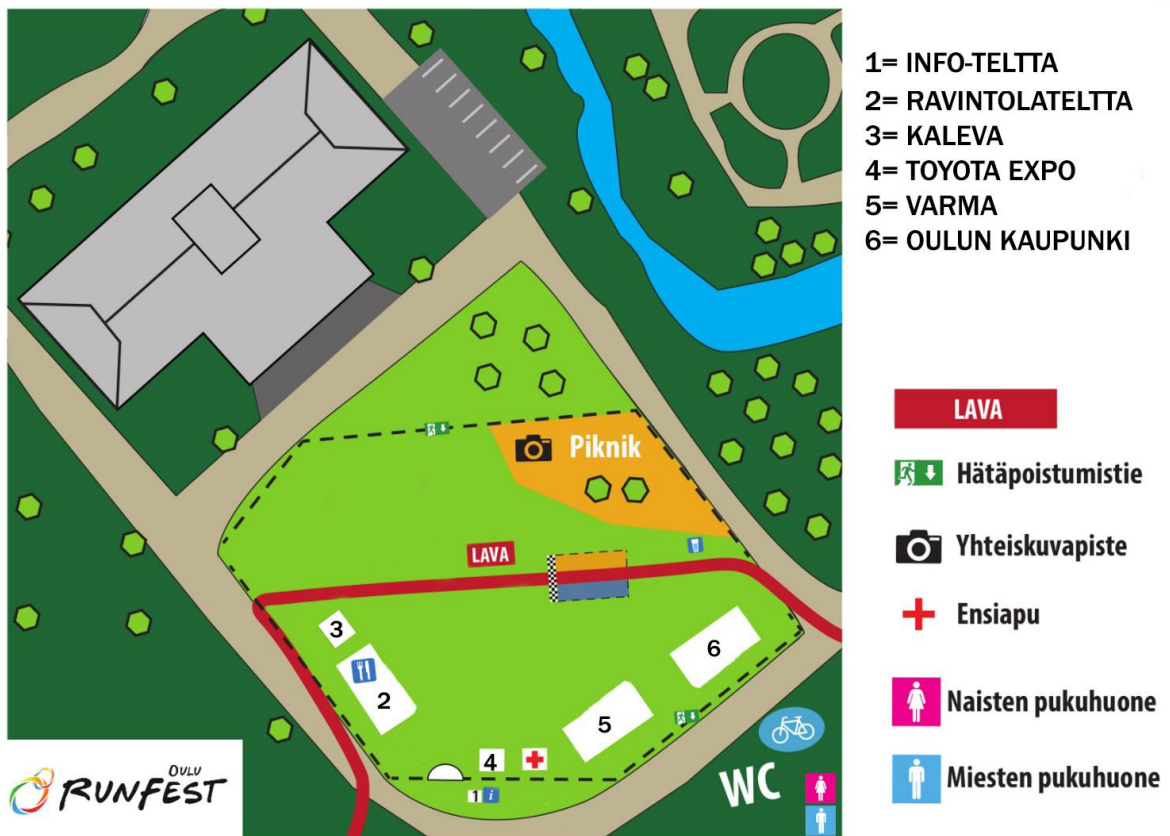 1= INFO-TELTTA
2= RAVINTOLATELTTA
3= KALEVA
4= TOYOTA EXPO
5= VARMA
6= OULUN KAUPUNKI
LAVA
Hätäpoistumistie
Yhteiskuvapiste
Ensiapu
Naisten pukuhuone
Miesten pukuhuone
Piknik
LAVA
3
2
6
5
4
1 i
WC
OULU
RUNFEST